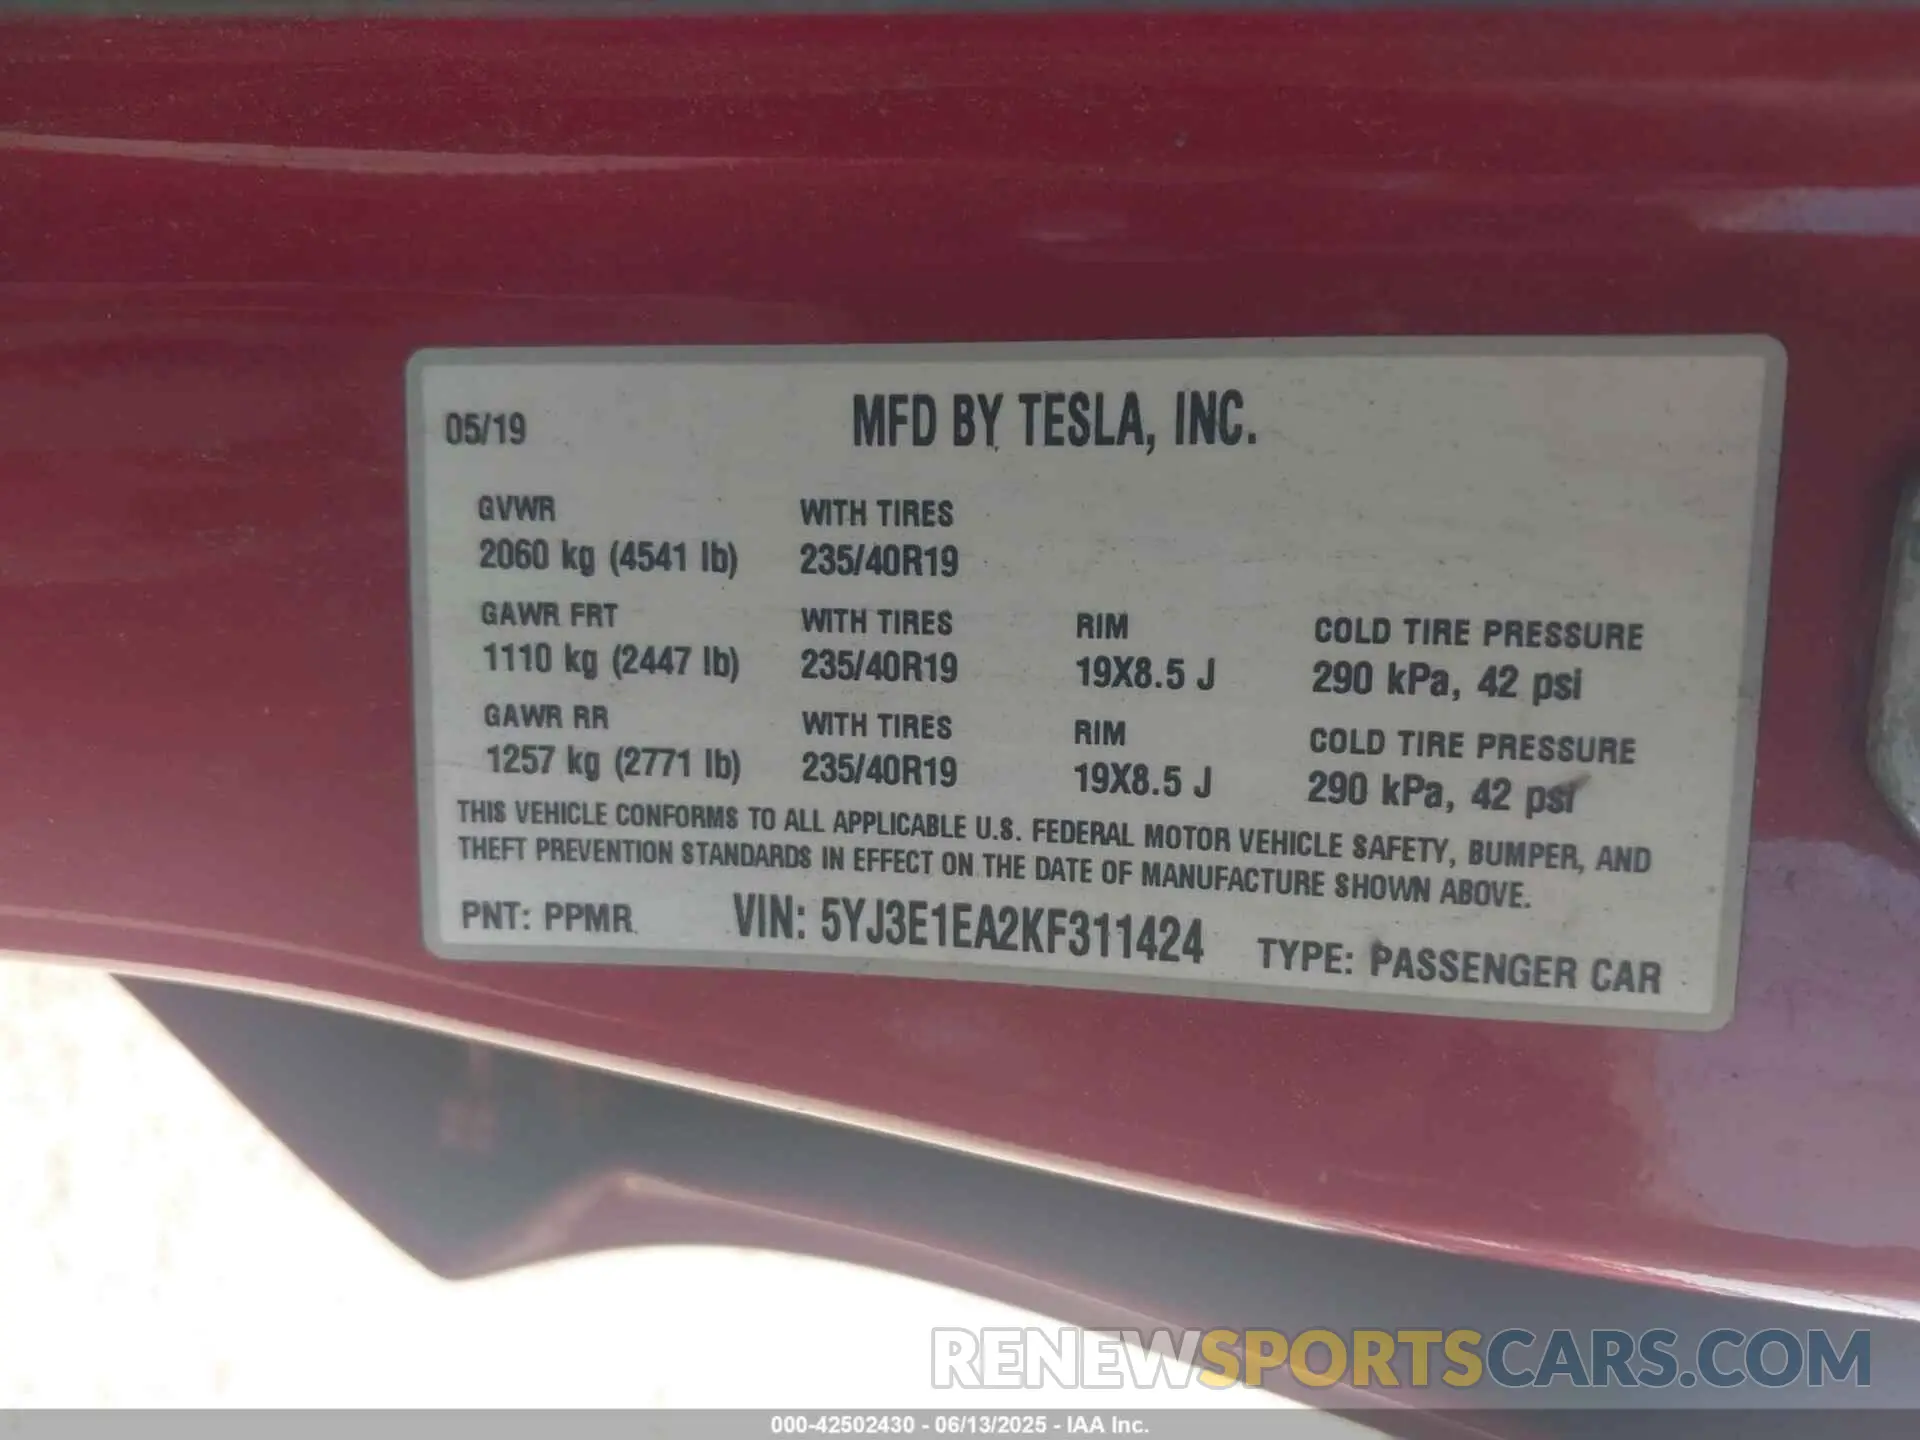 05/19 MFD BY TESLA, INC.
GVWR WITH TIRES
2060 kg (4541 lb) 235/40R19
GAWR FRT WITH TIRES RIM COLD TIRE PRESSURE
1110 kg (2447 lb) 235/40R19 19X8.5 J 290 kPa, 42 psi
GAWR RR WITH TIRES RIM COLD TIRE PRESSURE
1257 kg (2771 lb) 235/40R19 19X8.5 J 290 kPa, 42 psi
THIS VEHICLE CONFORMS TO ALL APPLICABLE U.S. FEDERAL MOTOR VEHICLE SAFETY, BUMPER, AND
THEFT PREVENTION STANDARDS IN EFFECT ON THE DATE OF MANUFACTURE SHOWN ABOVE.
PNT: PPMR VIN: 5YJ3E1EA2KF311424 TYPE: PASSENGER CAR
RENEWSPORTSCARS.COM
000-42502430 - 06/13/2025 - IAA Inc.